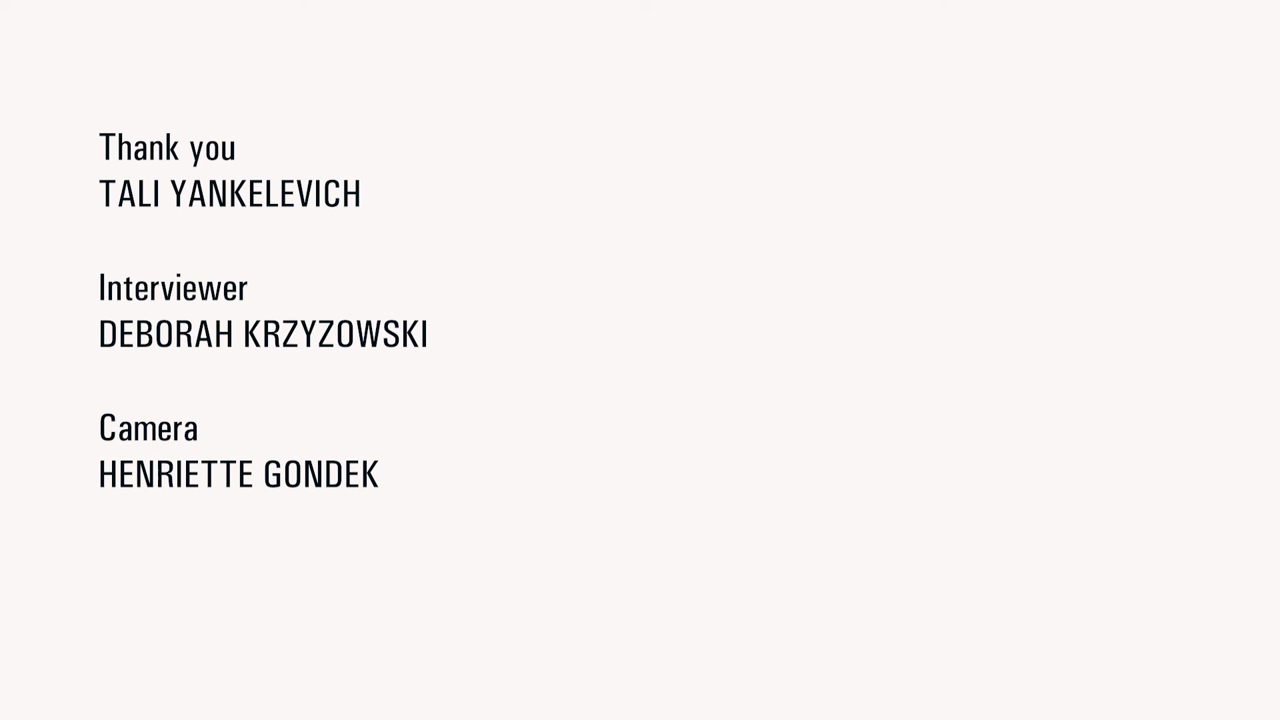 Thank you
TALI YANKELEVICH
Interviewer
DEBORAH KRZYZOWSKI
Camera
HENRIETTE GONDEK